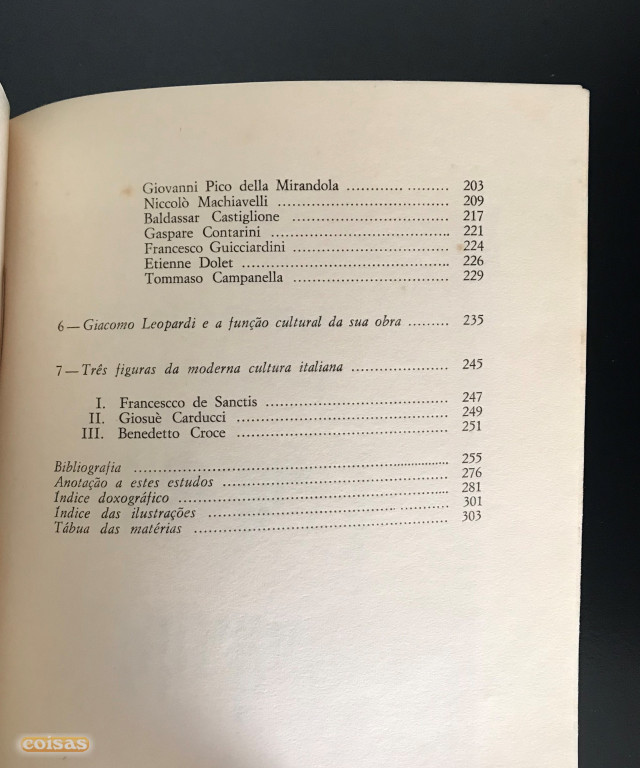 Giovanni Pico della Mirandola ............ ......... 203
Niccolò Machiavelli ....................................... 209
Baldassar Castiglione .................................... 217
Gaspare Contarini ........................................ 221
Francesco Guicciardini ................................... 224
Etienne Dolet ............................................. 226
Tommaso Campanella .................................... 229
6 — Giacomo Leopardi e a função cultural da sua obra ......... 235
7 — Três figuras da moderna cultura italiana ...................... 245
I. Francescco de Sanctis .................................. 247
II. Giosuè Carducci ......................................... 249
III. Benedetto Croce ......................................... 251
Bibliografia ................................................................ 255
Anotação a estes estudos ................................................ 276
Índice doxográfico ........................................................ 281
Índice das ilustrações .................................................... 301
Tábua das matérias ....................................................... 303
coisas